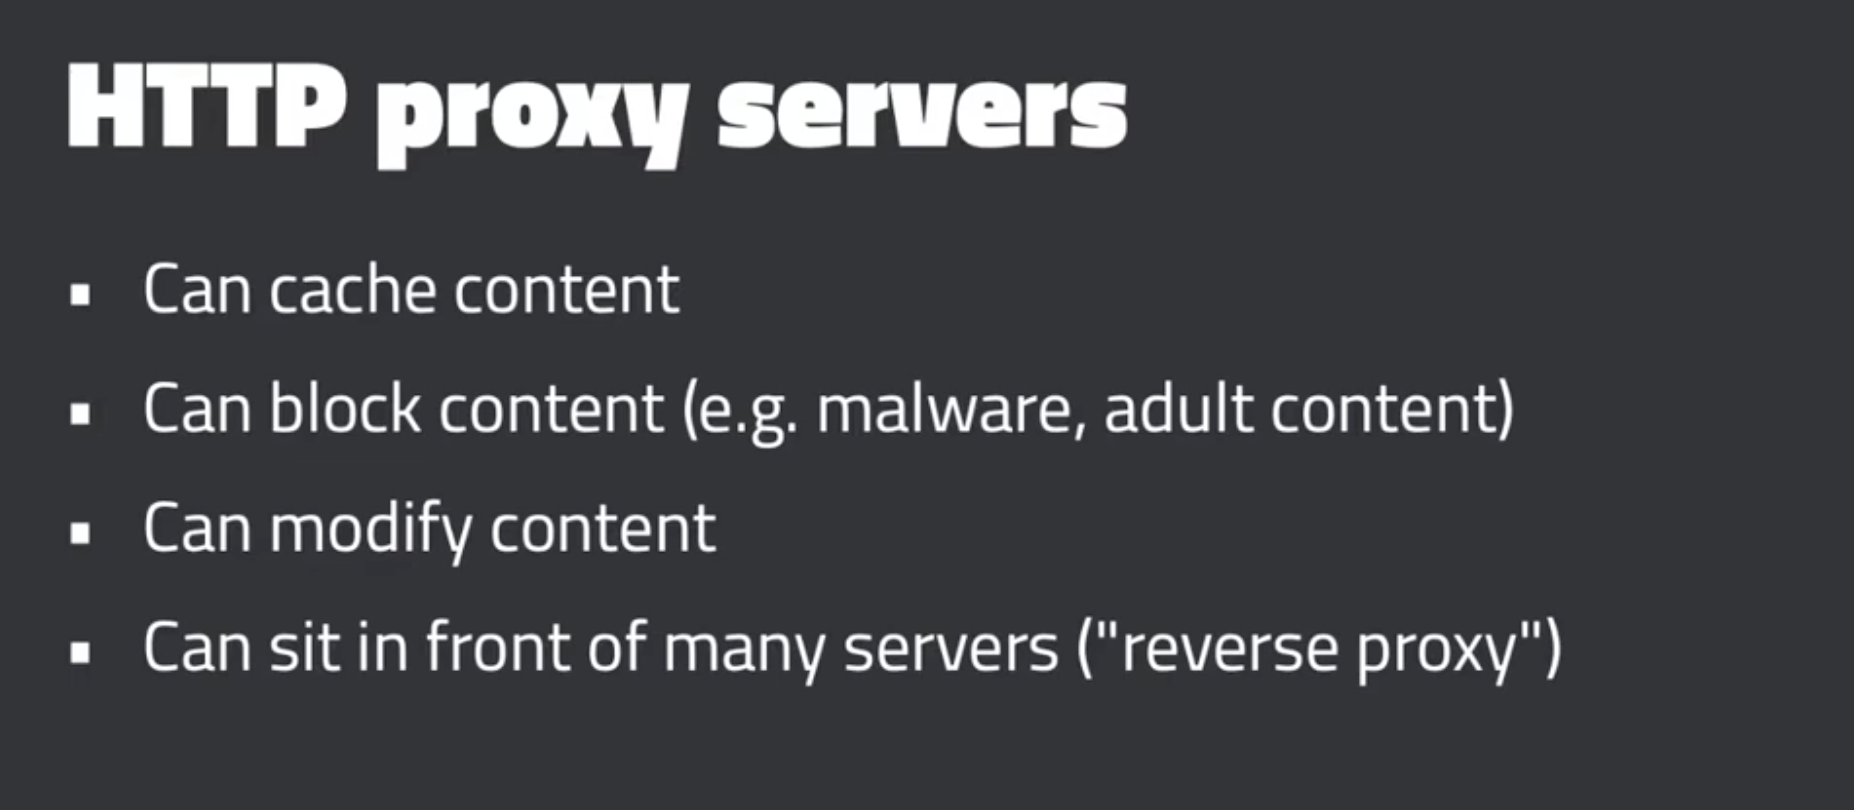 HTTP proxy servers
▪ Can cache content
▪ Can block content (e.g. malware, adult content)
▪ Can modify content
▪ Can sit in front of many servers ("reverse proxy")